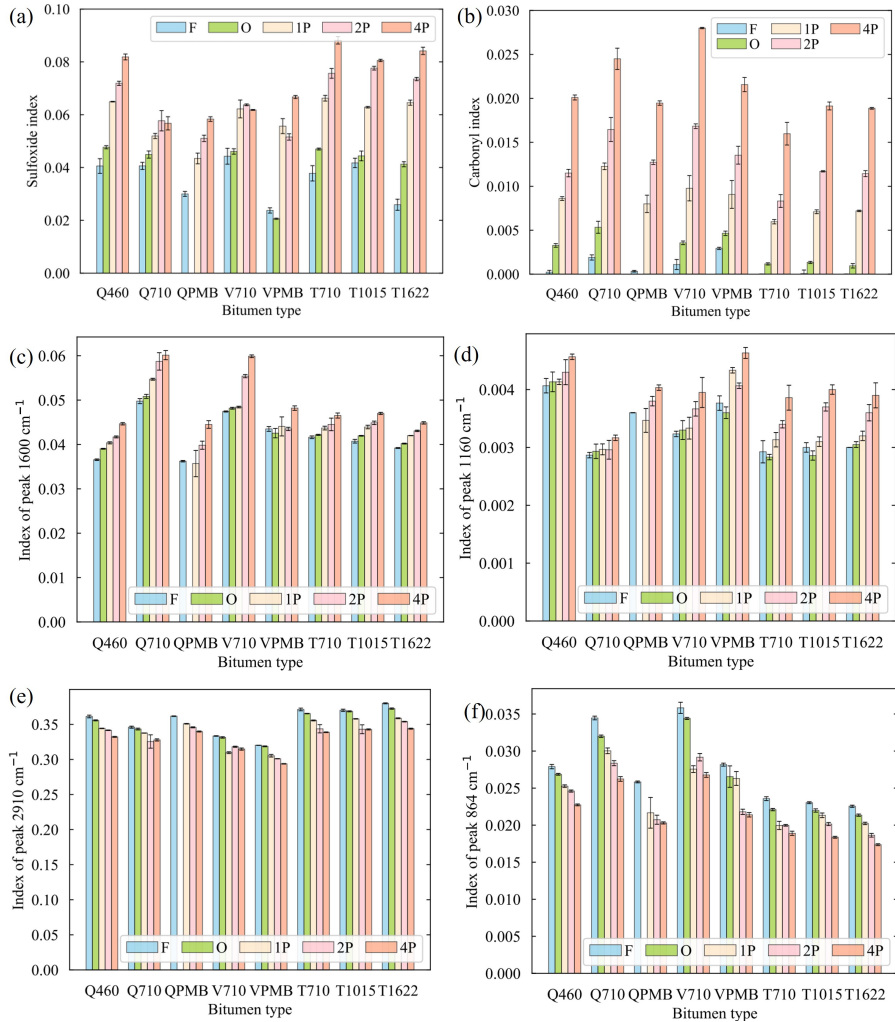 (a)
0.10
0.08
0.06
0.04
0.02
0.00
Sulfoxide index
F O 1P 2P 4P
Q460 Q710 QPMB V710 VPMB T710 T1015 T1622
Bitumen type
(b)
0.030
0.025
0.020
0.015
0.010
0.005
0.000
Carbonyl index
F 1P 4P
O 2P
Q460 Q710 QPMB V710 VPMB T710 T1015 T1622
Bitumen type
(c)
0.06
0.05
0.04
0.03
0.02
0.01
0.00
Index of peak 1600 cm⁻¹
F O 1P 2P 4P
Q460 Q710 QPMB V710 VPMB T710 T1015 T1622
Bitumen type
(d)
0.004
0.003
0.002
0.001
0.000
Index of peak 1160 cm⁻¹
F O 1P 2P 4P
Q460 Q710 QPMB V710 VPMB T710 T1015 T1622
Bitumen type
(e)
0.35
0.30
0.25
0.20
0.15
0.10
0.05
0.00
Index of peak 2910 cm⁻¹
F O 1P 2P 4P
Q460 Q710 QPMB V710 VPMB T710 T1015 T1622
Bitumen type
(f)
0.035
0.030
0.025
0.020
0.015
0.010
0.005
0.000
Index of peak 864 cm⁻¹
F O 1P 2P 4P
Q460 Q710 QPMB V710 VPMB T710 T1015 T1622
Bitumen type